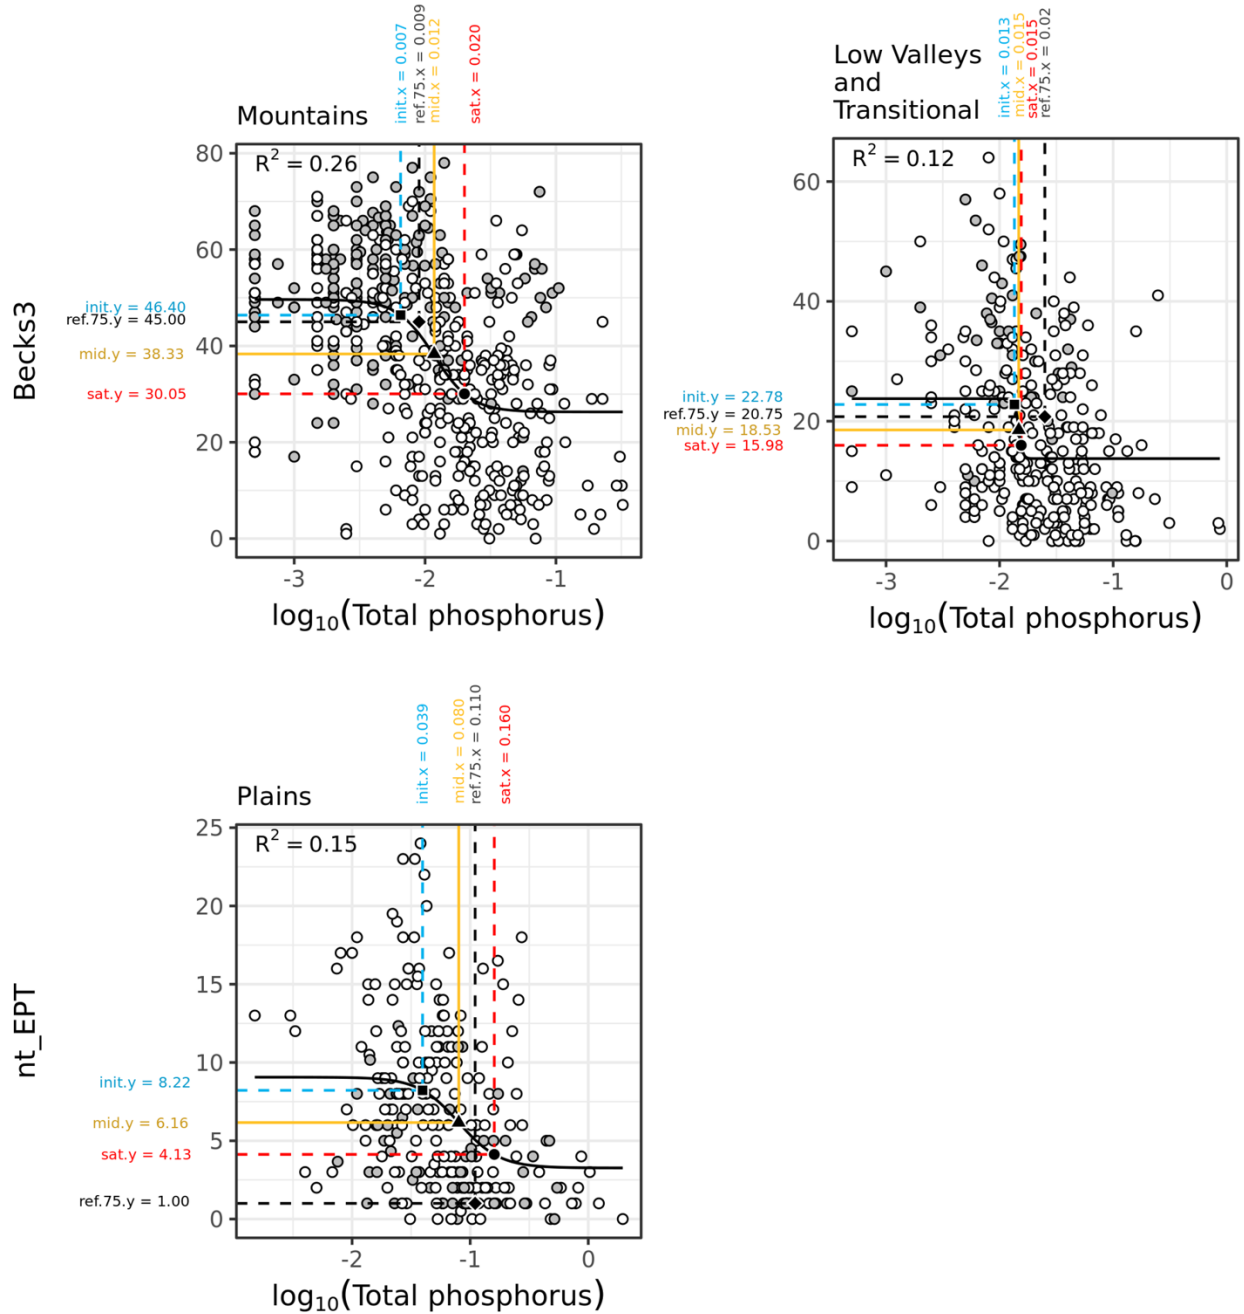 init.x = 0.007
ref.75.x = 0.009
mid.x = 0.012
sat.x = 0.020
Mountains
R² = 0.26
80
60
40
20
0
init.y = 46.40
ref.75.y = 45.00
mid.y = 38.33
sat.y = 30.05
Becks3
-3
-2
-1
log₁₀(Total phosphorus)
init.x = 0.013
mid.x = 0.015
sat.x = 0.015
ref.75.x = 0.02
Low Valleys
and
Transitional
R² = 0.12
60
40
20
0
init.y = 22.78
ref.75.y = 20.75
mid.y = 18.53
sat.y = 15.98
-3
-2
-1
0
log₁₀(Total phosphorus)
init.x = 0.039
mid.x = 0.080
ref.75.x = 0.110
sat.x = 0.160
Plains
R² = 0.15
25
20
15
10
5
0
init.y = 8.22
mid.y = 6.16
sat.y = 4.13
ref.75.y = 1.00
nt_EPT
-2
-1
0
log₁₀(Total phosphorus)